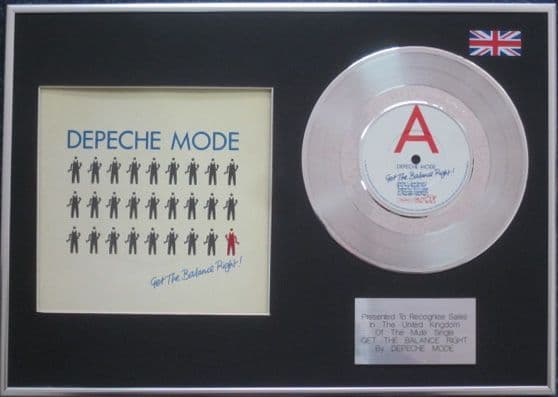 DEPECHE MODE
Get The Balance Right!
A
DEPECHE MODE
Get The Balance Right!
Presented To Recognise Sales
In The United Kingdom
Of The Mute Single
GET THE BALANCE RIGHT
By DEPECHE MODE